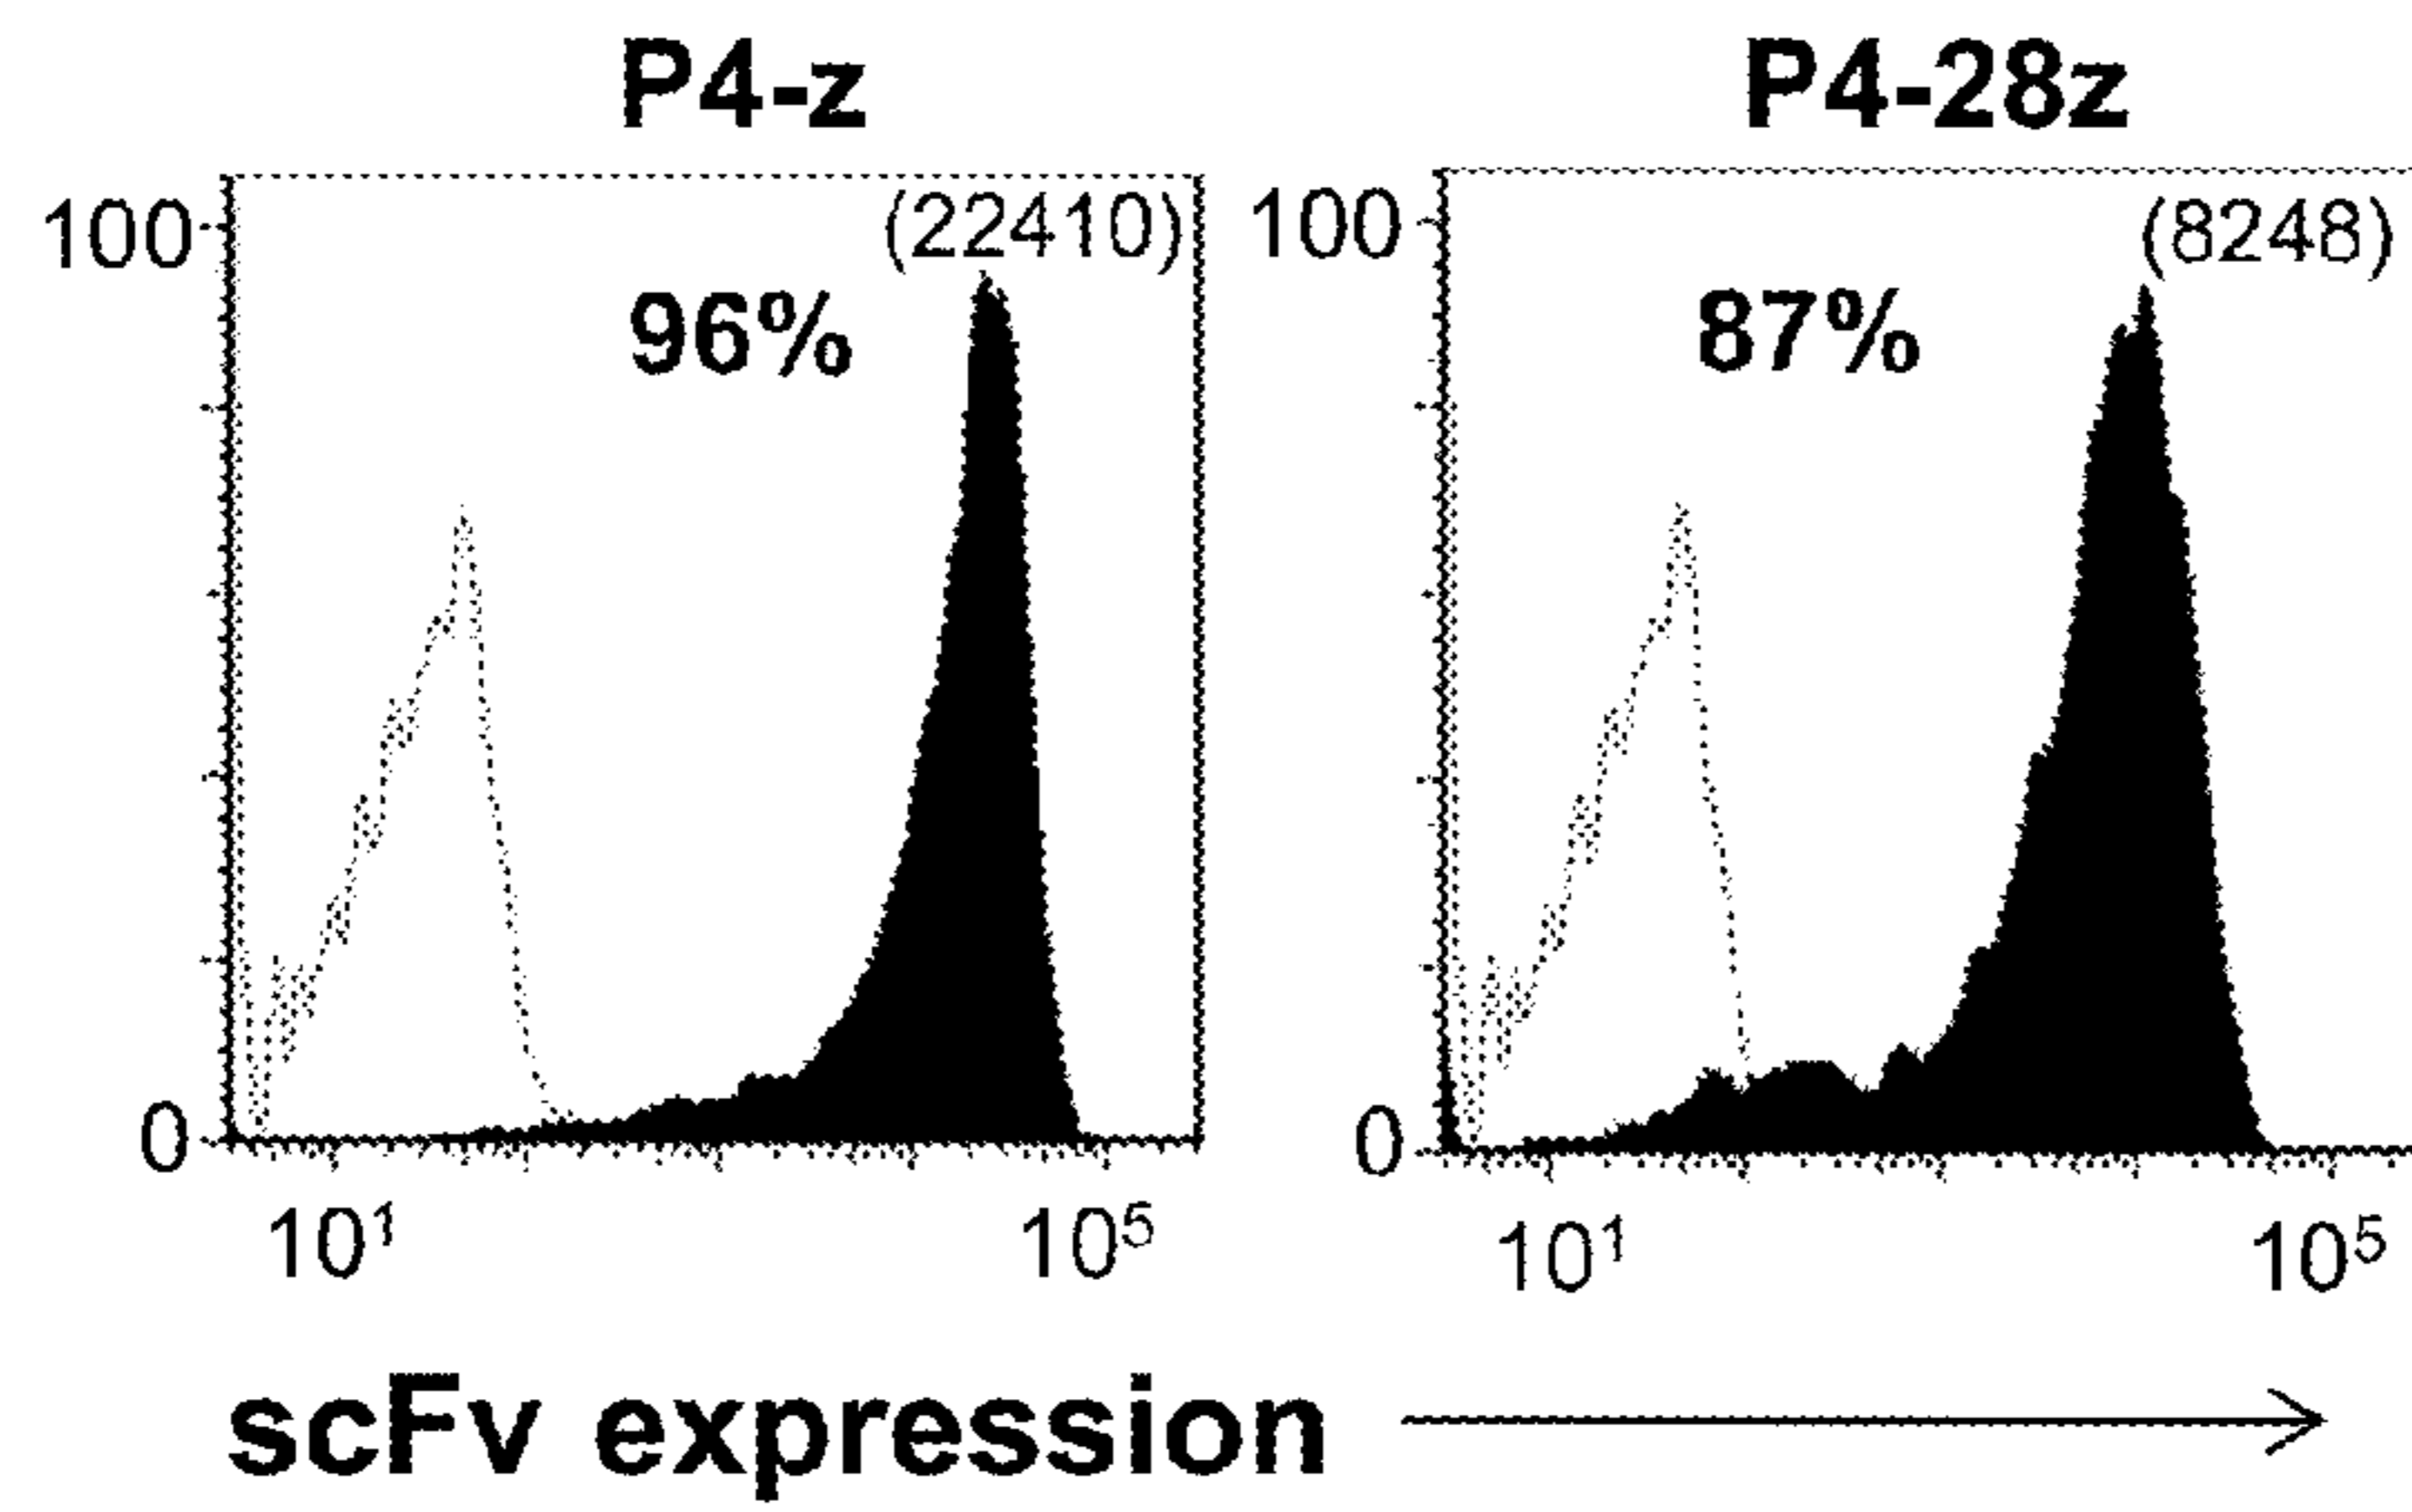 P4-z P4-28z
100 (22410) 100 (8248)
96% 87%
0 0
10¹ 10⁵ 10¹ 10⁵
scFv expression